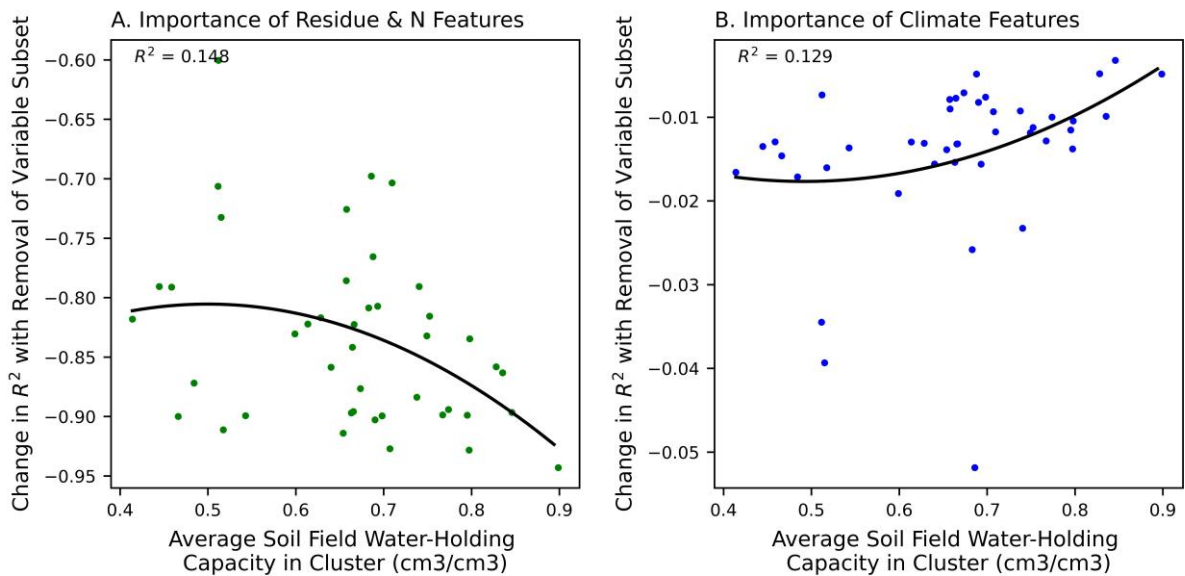 A. Importance of Residue & N Features
R² = 0.148
−0.60
−0.65
−0.70
−0.75
−0.80
−0.85
−0.90
−0.95
Change in R² with Removal of Variable Subset
0.4 0.5 0.6 0.7 0.8 0.9
Average Soil Field Water-Holding
Capacity in Cluster (cm3/cm3)
B. Importance of Climate Features
R² = 0.129
−0.01
−0.02
−0.03
−0.04
−0.05
Change in R² with Removal of Variable Subset
0.4 0.5 0.6 0.7 0.8 0.9
Average Soil Field Water-Holding
Capacity in Cluster (cm3/cm3)